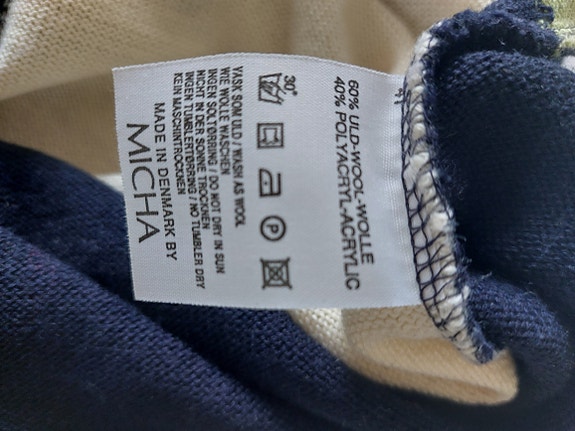 60% ULD-WOOL-WOLLE
40% POLYACRYL-ACRYLIC
30°
P
VASK SOM ULD / WASH AS WOOL
WIE WOLLE WASCHEN
INGEN SOLTØRRING / DO NOT DRY IN SUN
NICHT IN DER SONNE TROCKNEN
INGEN TUMBLERTØRRING / NO TUMBLER DRY
KEIN MASCHINTROCKNEN
MADE IN DENMARK BY
MICHA